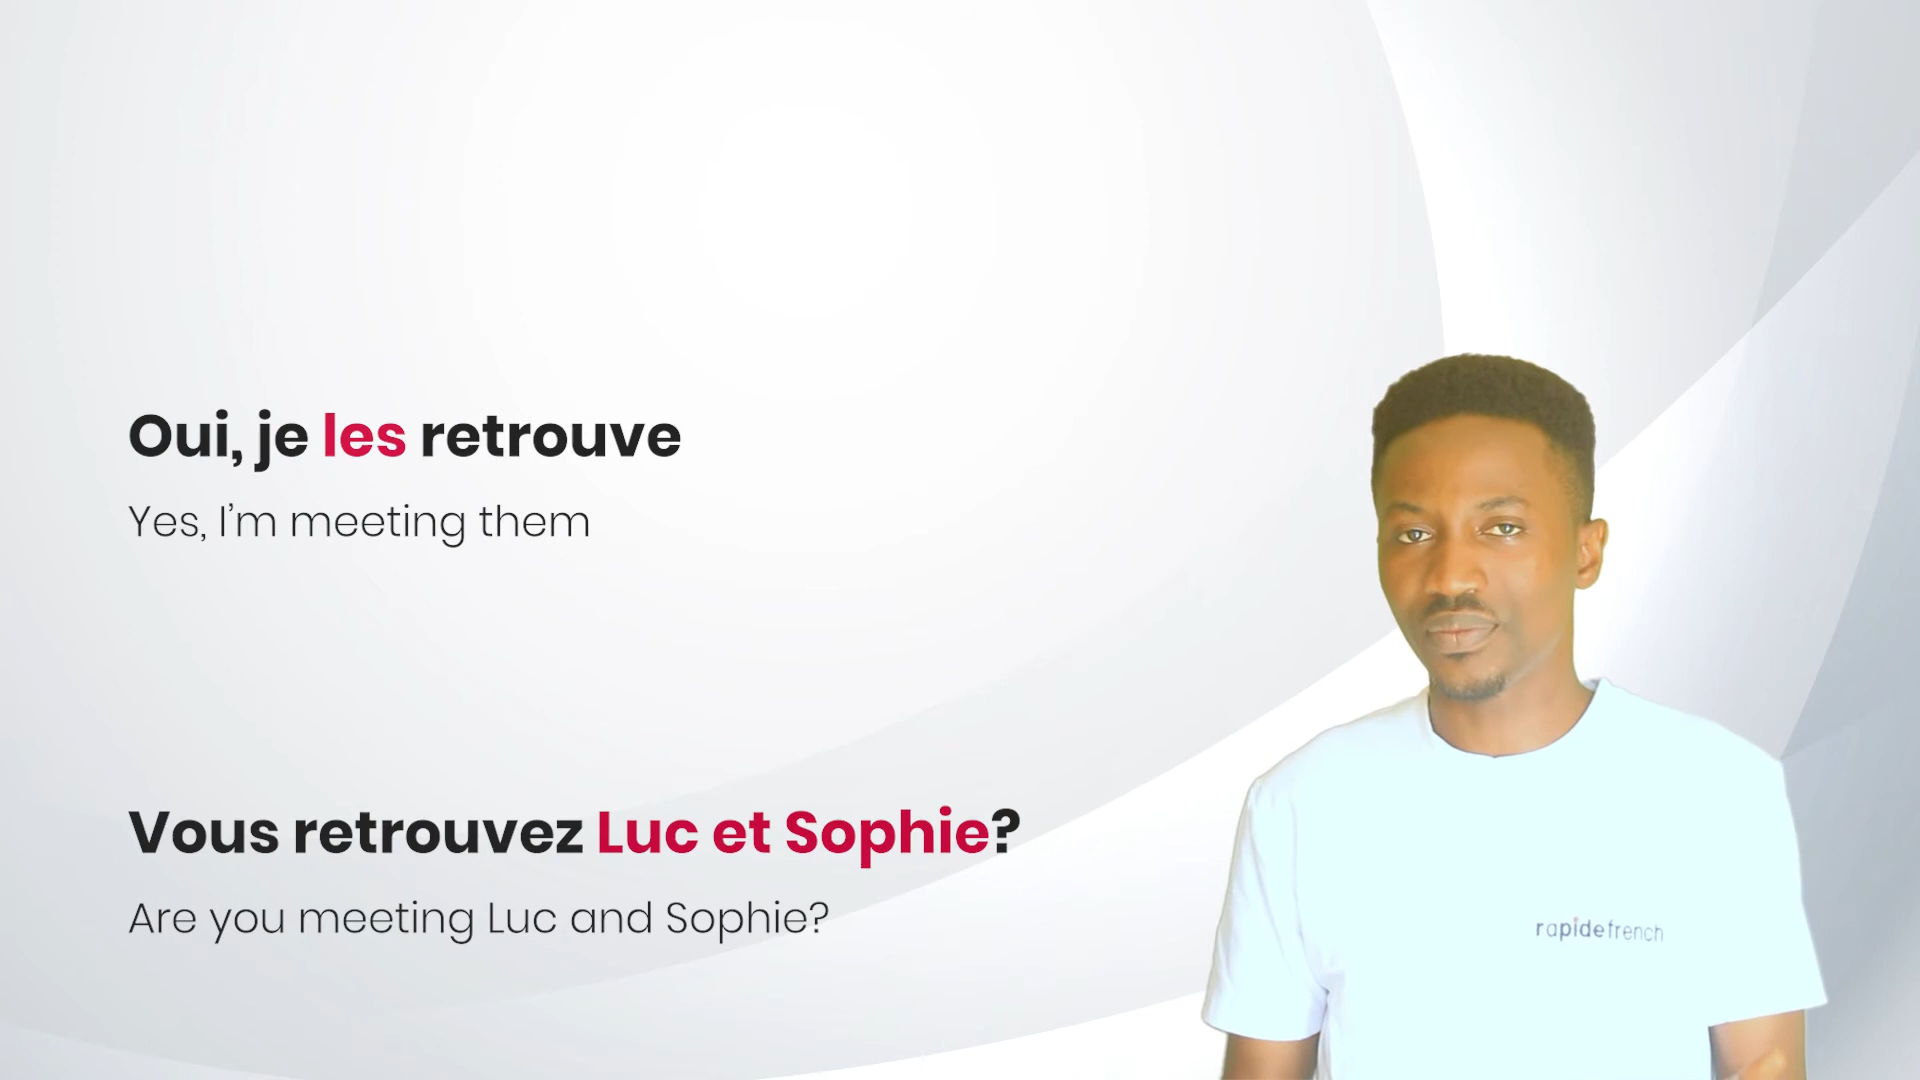 Oui, je les retrouve
Yes, I’m meeting them
Vous retrouvez Luc et Sophie?
Are you meeting Luc and Sophie?
rapidefrench